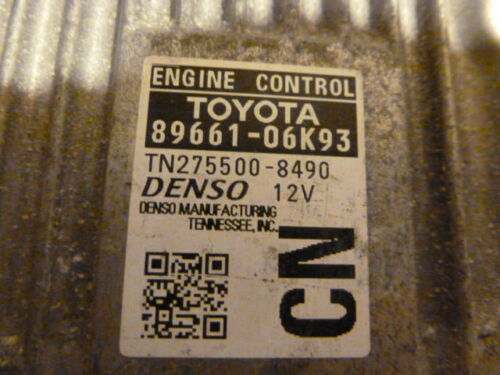 ENGINE CONTROL
TOYOTA
89661-06K93
TN275500-8490
DENSO 12V
DENSO MANUFACTURING
TENNESSEE, INC.
CN